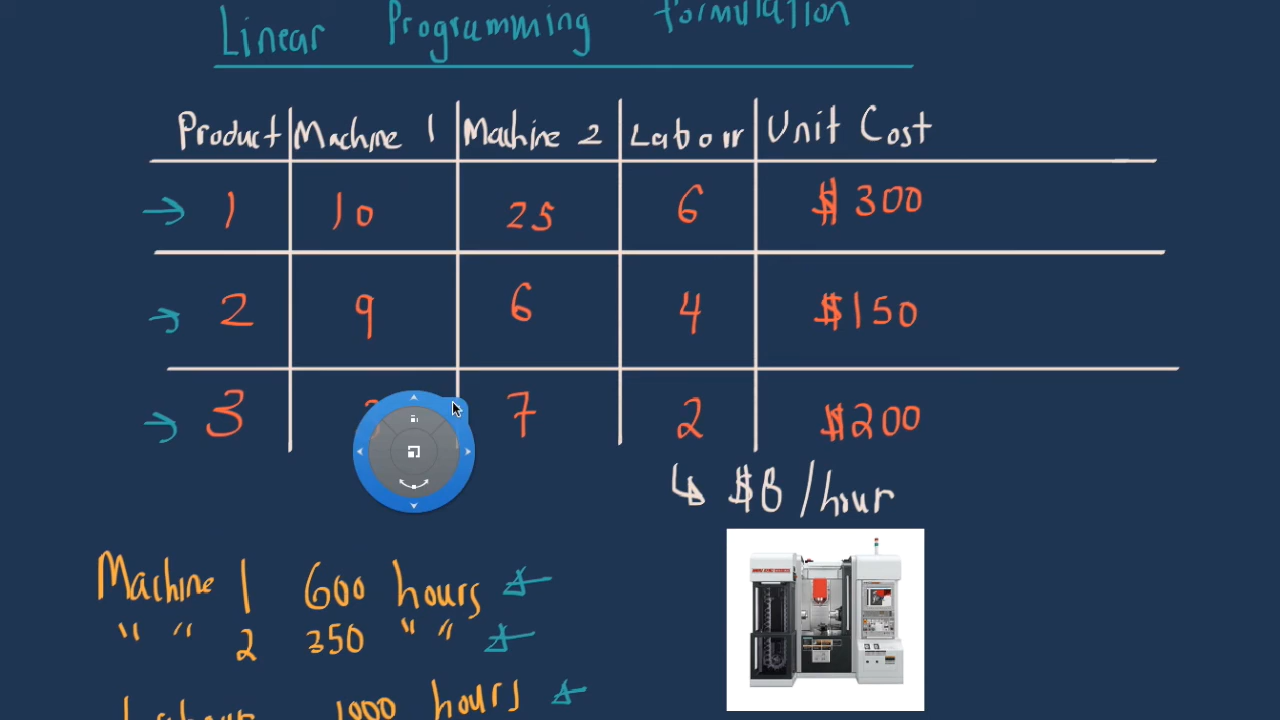 Linear Programming formulation
Product Machine 1 Machine 2 Labour Unit Cost
→ 1 10 25 6 $300
→ 2 9 6 4 $150
→ 3 7 2 $200
↳ $8/hour
Machine 1 600 hours
" " 2 350 " "
Labour 1000 hours